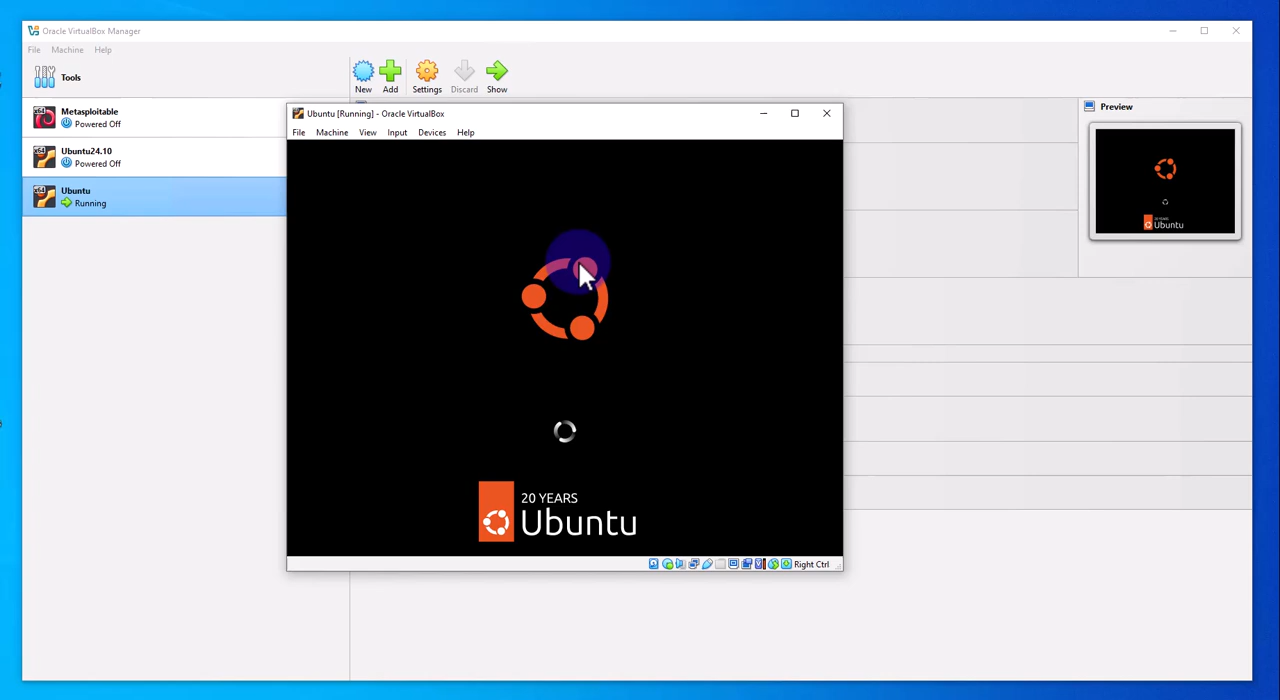 Oracle VirtualBox Manager
File Machine Help
Tools
New Add Settings Discard Show
Metasploitable
Powered Off
Ubuntu24.10
Powered Off
Ubuntu
Running
Ubuntu [Running] - Oracle VirtualBox
File Machine View Input Devices Help
20 YEARS
Ubuntu
Right Ctrl
Preview
Ubuntu